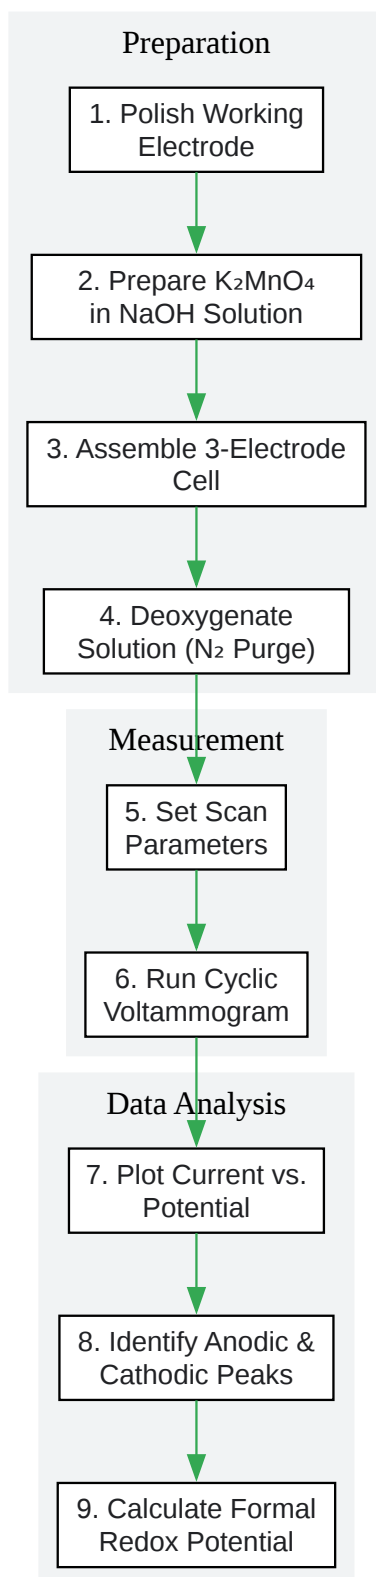 Preparation
1. Polish Working
Electrode
2. Prepare K₂MnO₄
in NaOH Solution
3. Assemble 3-Electrode
Cell
4. Deoxygenate
Solution (N₂ Purge)
Measurement
5. Set Scan
Parameters
6. Run Cyclic
Voltammogram
Data Analysis
7. Plot Current vs.
Potential
8. Identify Anodic &
Cathodic Peaks
9. Calculate Formal
Redox Potential